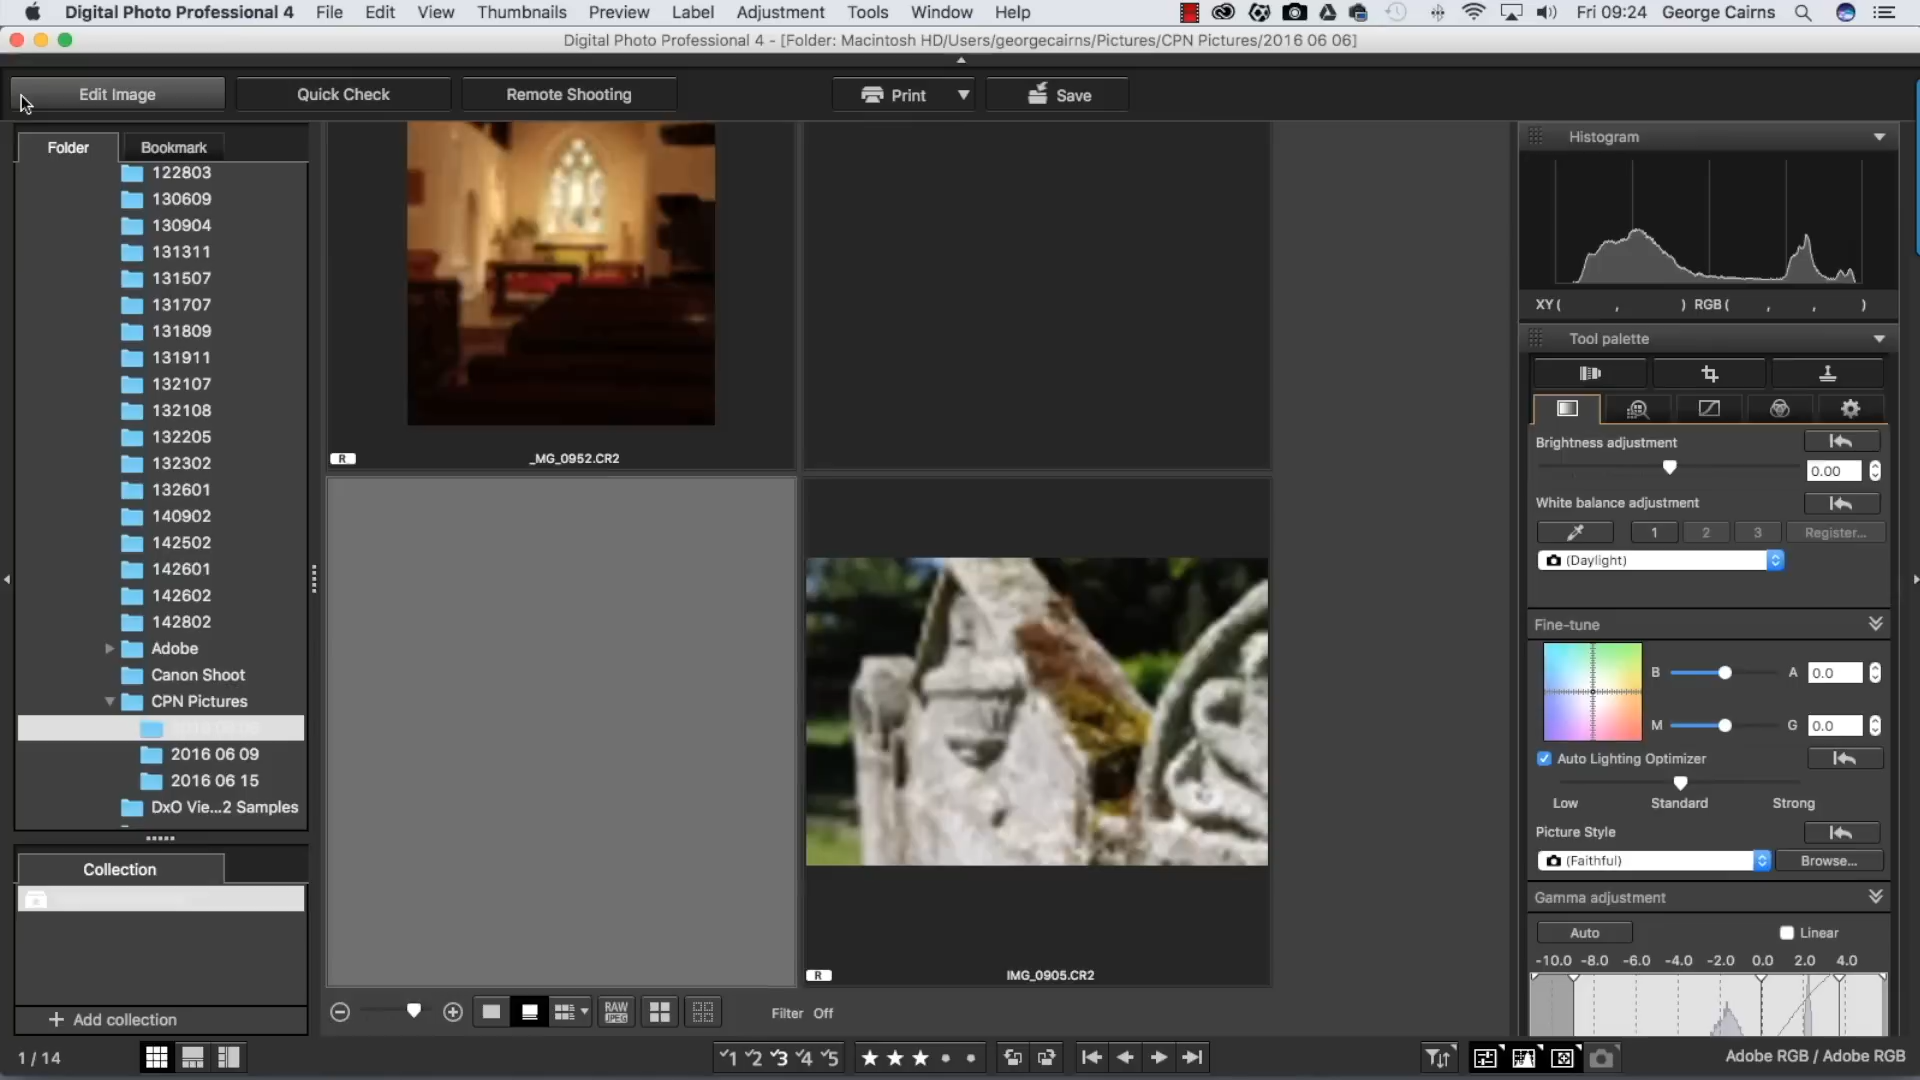 Digital Photo Professional 4 File Edit View Thumbnails Preview Label Adjustment Tools Window Help Fri 09:24 George Cairns
Digital Photo Professional 4 - [Folder: Macintosh HD/Users/georgecairns/Pictures/CPN Pictures/2016 06 06]
Edit Image Quick Check Remote Shooting Print Save
Folder Bookmark
122803
130609
130904
131311
131507
131707
131809
131911
132107
132108
132205
132302
132601
140902
142502
142601
142602
142802
Adobe
Canon Shoot
CPN Pictures
2016 06 09
2016 06 15
DxO Vie...2 Samples
Collection
Add collection
R _MG_0952.CR2
R IMG_0905.CR2
RAW
JPEG
Filter Off
Histogram
XY( , ) RGB( , , )
Tool palette
Brightness adjustment
0.00
White balance adjustment
1 2 3 Register...
(Daylight)
Fine-tune
B A 0.0
M G 0.0
Auto Lighting Optimizer
Low Standard Strong
Picture Style
(Faithful) Browse...
Gamma adjustment
Auto Linear
-10.0 -8.0 -6.0 -4.0 -2.0 0.0 2.0 4.0
1 / 14 1 2 3 4 5 Adobe RGB / Adobe RGB